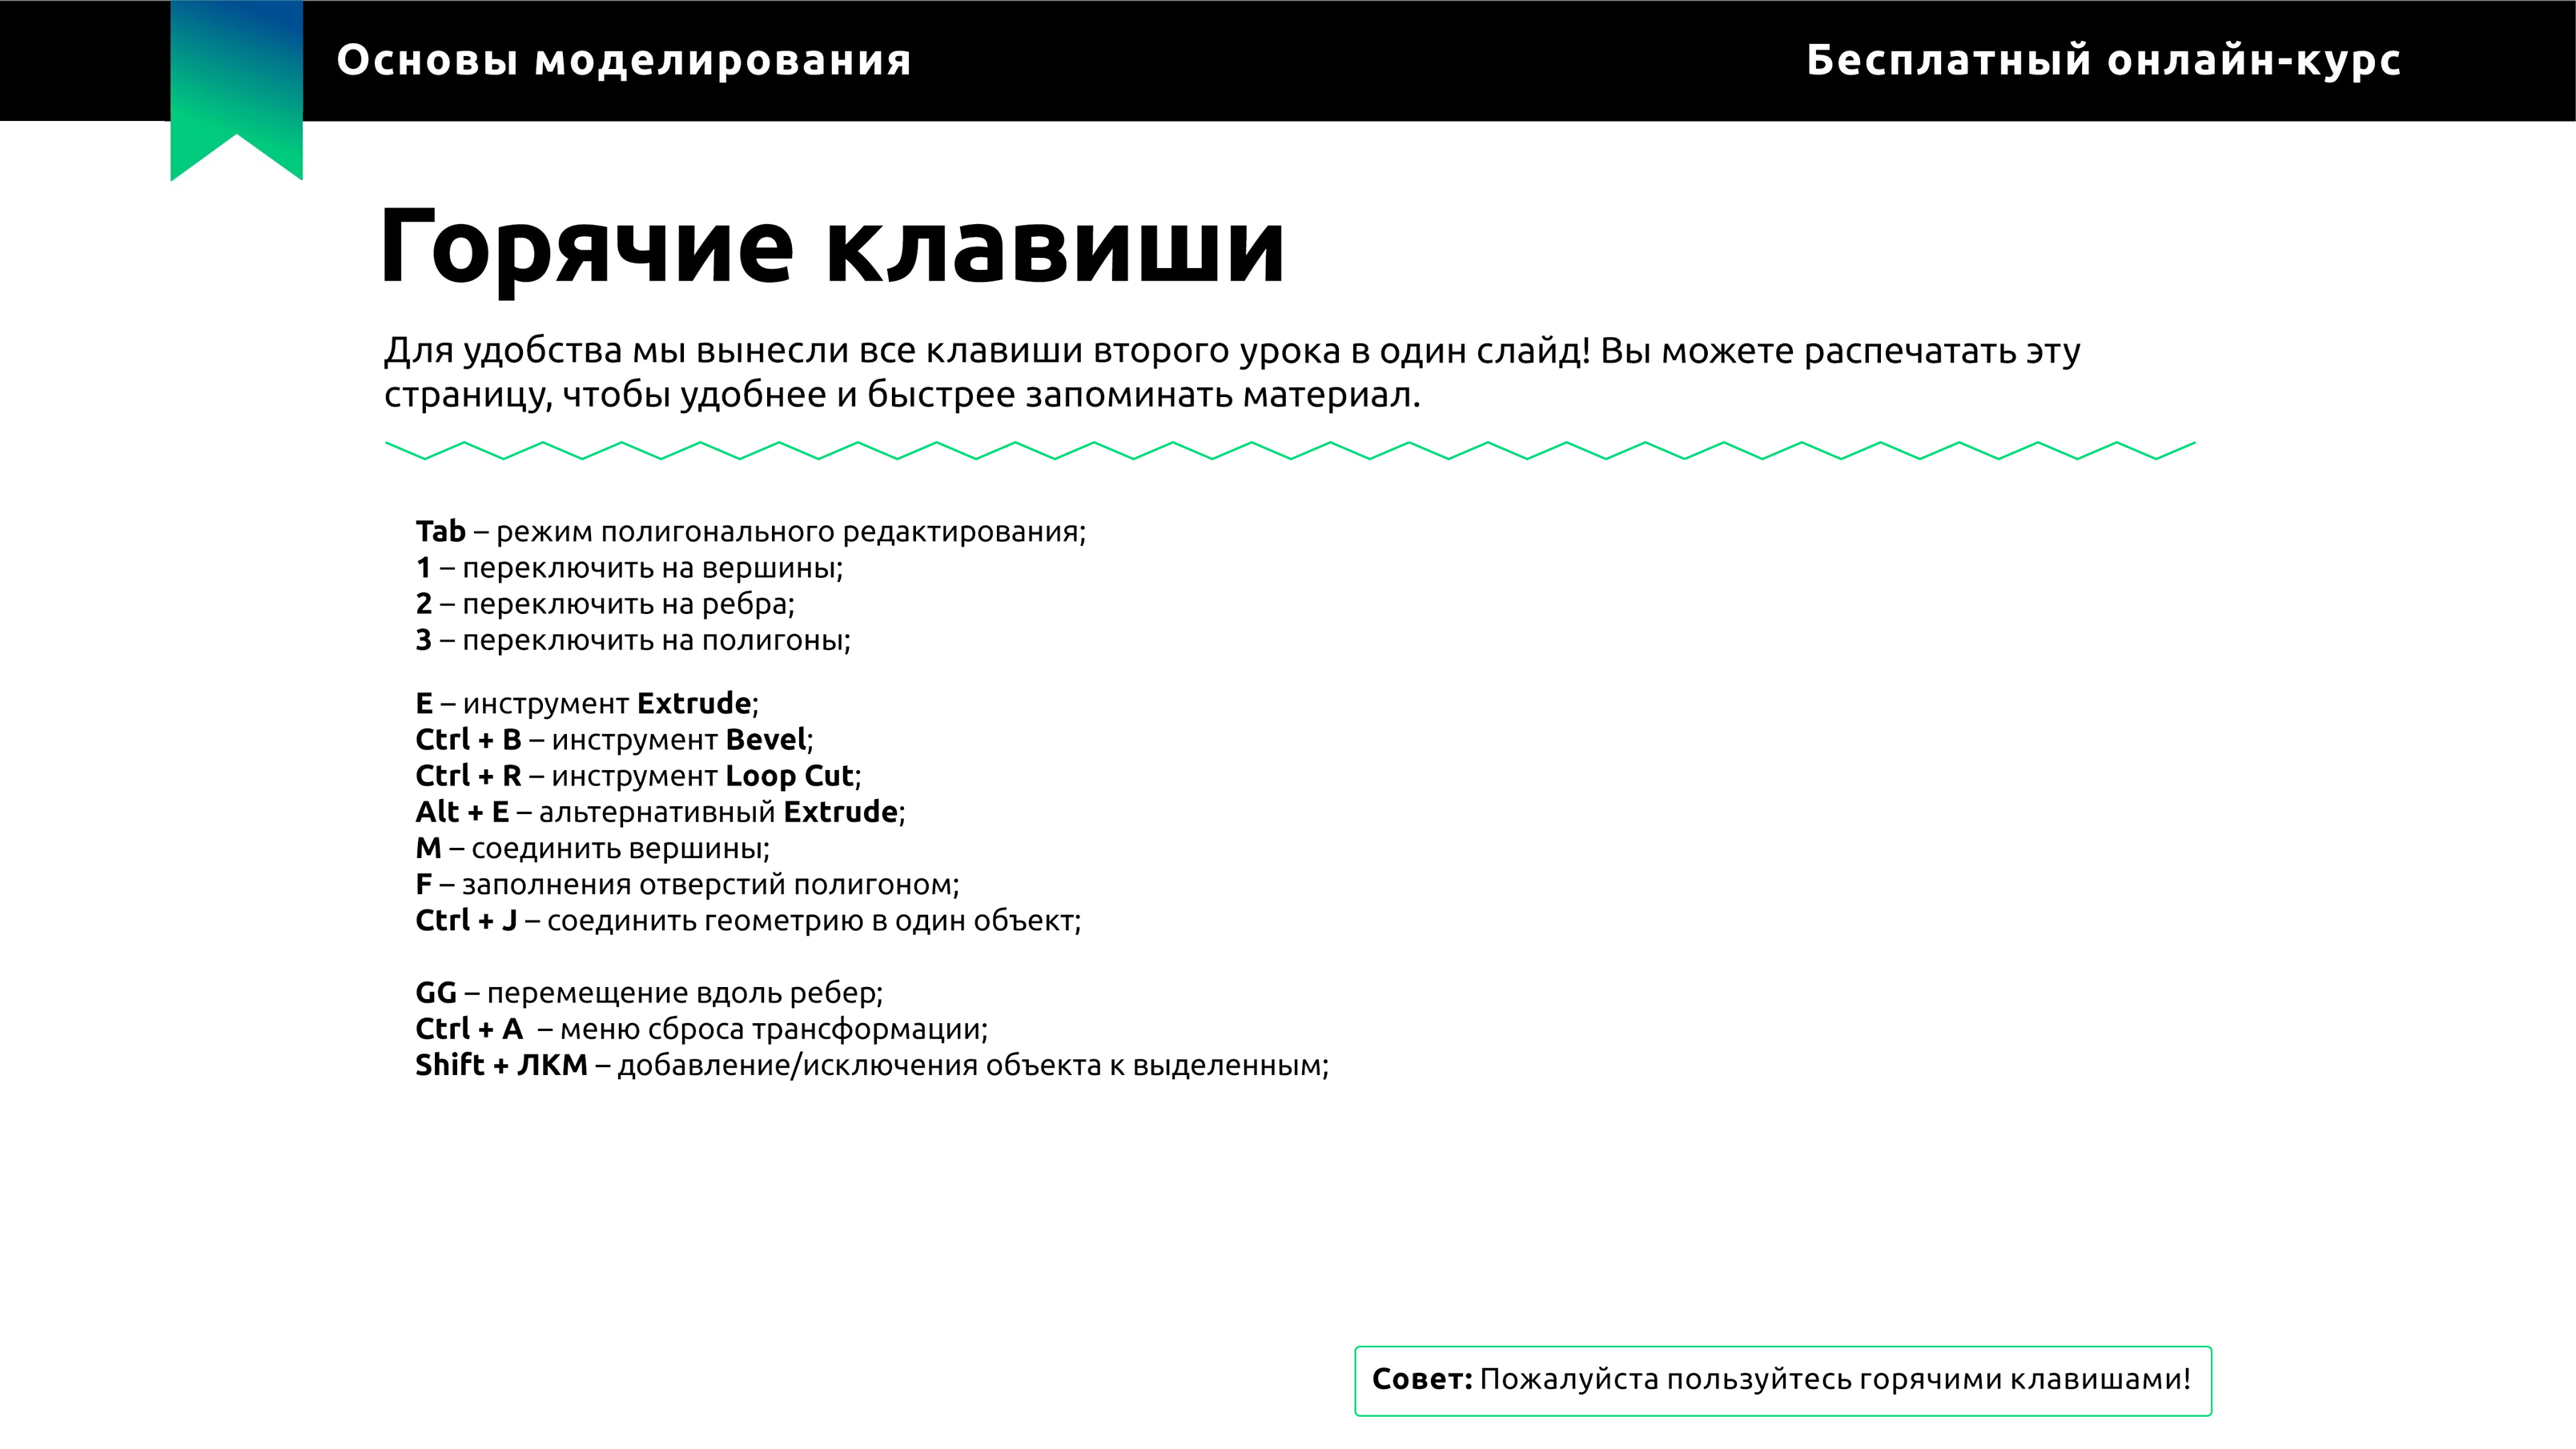 Основы моделирования
Бесплатный онлайн-курс
Горячие клавиши
Для удобства мы вынесли все клавиши второго урока в один слайд! Вы можете распечатать эту
страницу, чтобы удобнее и быстрее запоминать материал.
Tab – режим полигонального редактирования;
1 – переключить на вершины;
2 – переключить на ребра;
3 – переключить на полигоны;
E – инструмент Extrude;
Ctrl + B – инструмент Bevel;
Ctrl + R – инструмент Loop Cut;
Alt + E – альтернативный Extrude;
M – соединить вершины;
F – заполнения отверстий полигоном;
Ctrl + J – соединить геометрию в один объект;
GG – перемещение вдоль ребер;
Ctrl + A – меню сброса трансформации;
Shift + ЛКМ – добавление/исключения объекта к выделенным;
Совет: Пожалуйста пользуйтесь горячими клавишами!